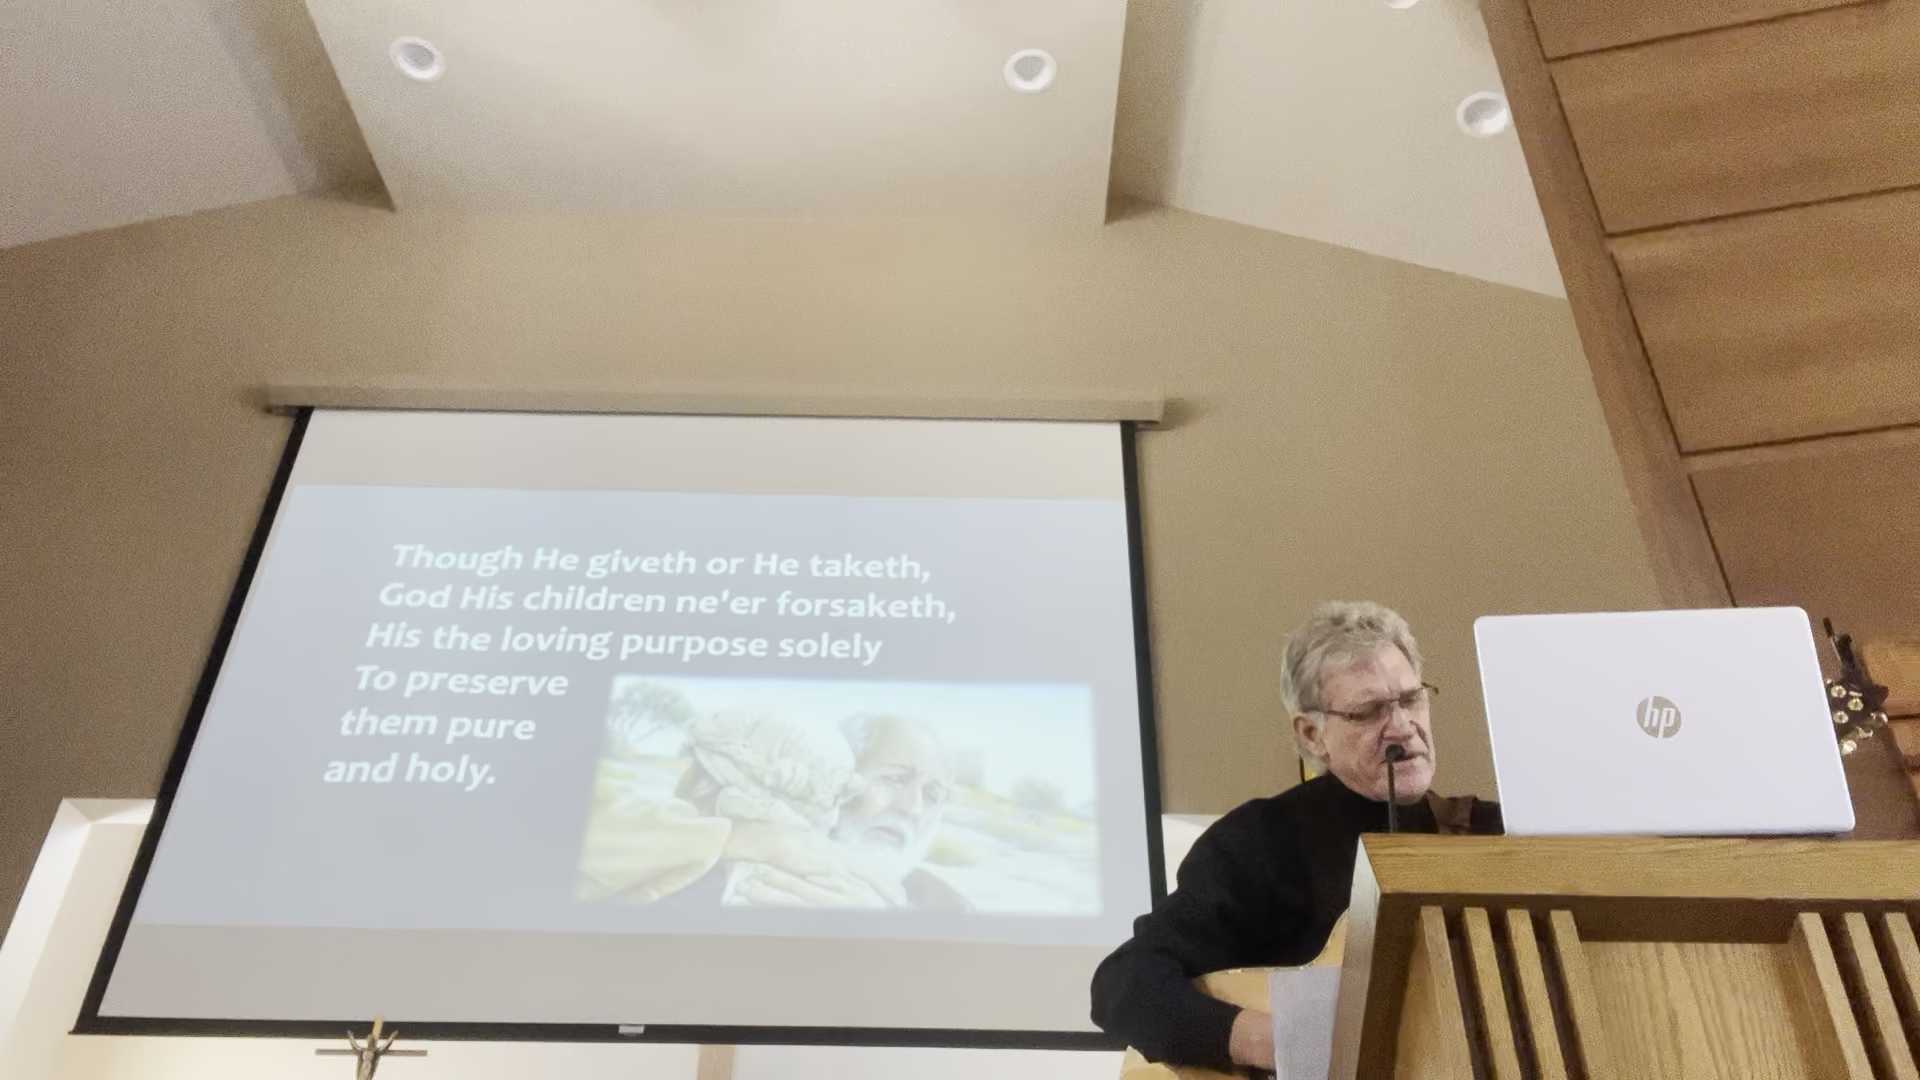 Though He giveth or He taketh,
God His children ne'er forsaketh,
His the loving purpose solely
To preserve
them pure
and holy.
hp